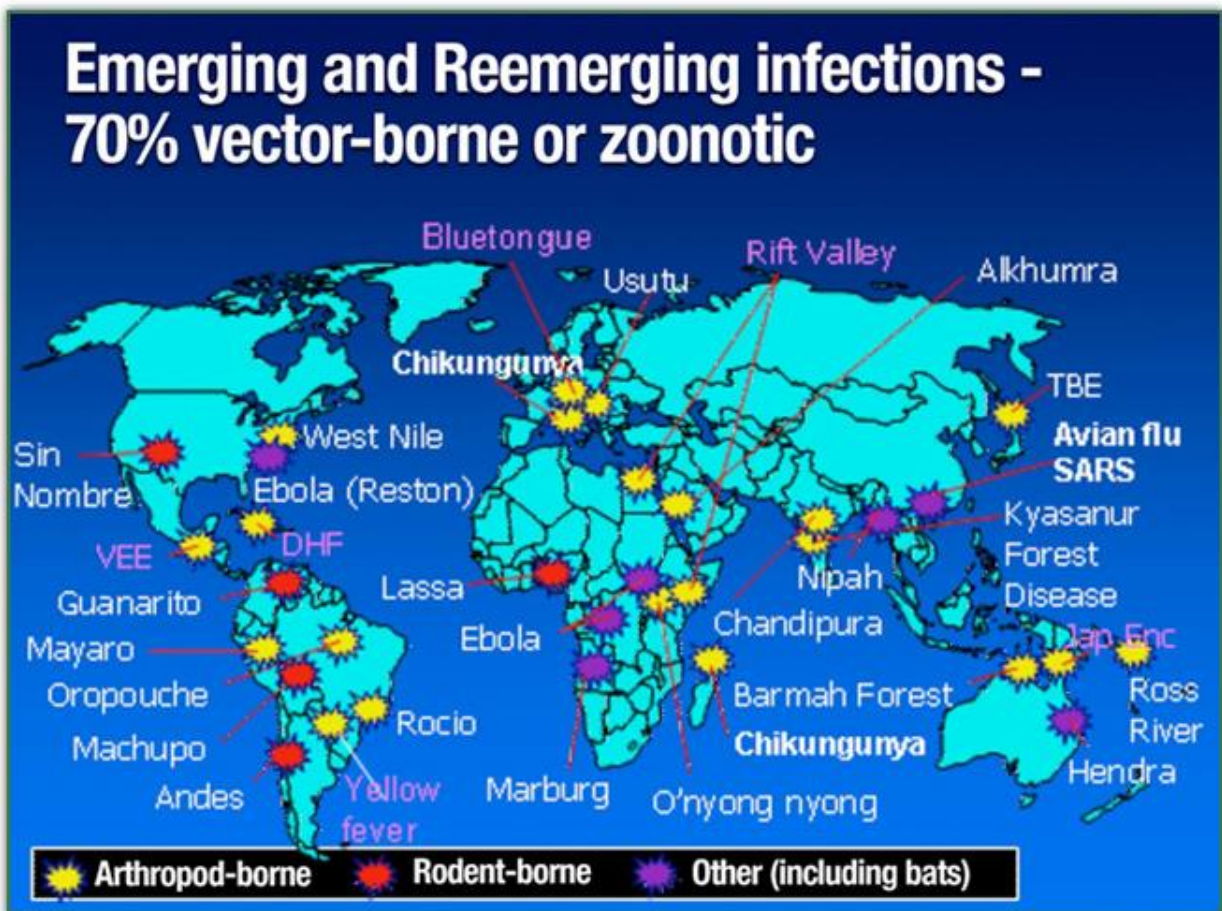 Emerging and Reemerging infections -
70% vector-borne or zoonotic
Bluetongue
Rift Valley
Usutu
Alkhumra
Chikungunya
TBE
West Nile
Avian flu
SARS
Sin
Nombre
Ebola (Reston)
Kyasanur
Forest
Disease
VEE
DHF
Guanarito
Lassa
Nipah
Ebola
Chandipura
Mayaro
Jap Enc
Oropouche
Barmah Forest
Ross
River
Machupo
Rocio
Chikungunya
Hendra
Andes
Yellow
fever
Marburg
O'nyong nyong
Arthropod-borne
Rodent-borne
Other (including bats)